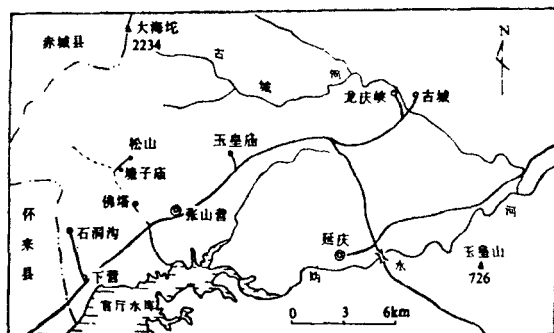 赤城县
大海坨
2234
古
城
河
N
龙庆峡
古城
松山
塘子庙
玉皇庙
佛塔
张山营
怀来县
石洞沟
下营
官厅水库
延庆
妫
水
河
玉皇山
726
0 3 6km